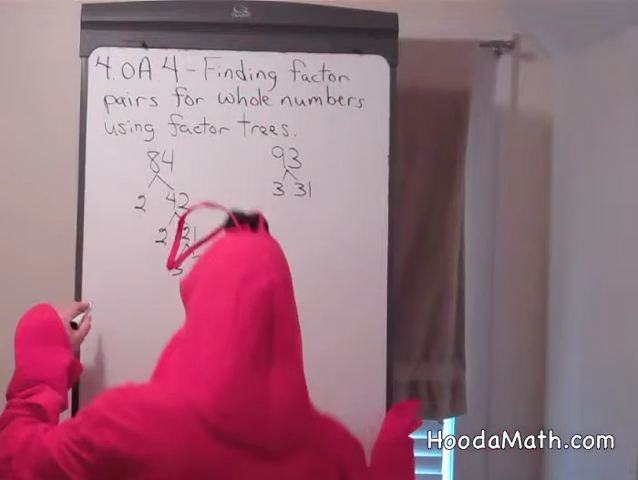 4.OA.4 - Finding factor
pairs for whole numbers
using factor trees.
84 93
2 42 3 31
2 21
3
HoodaMath.com